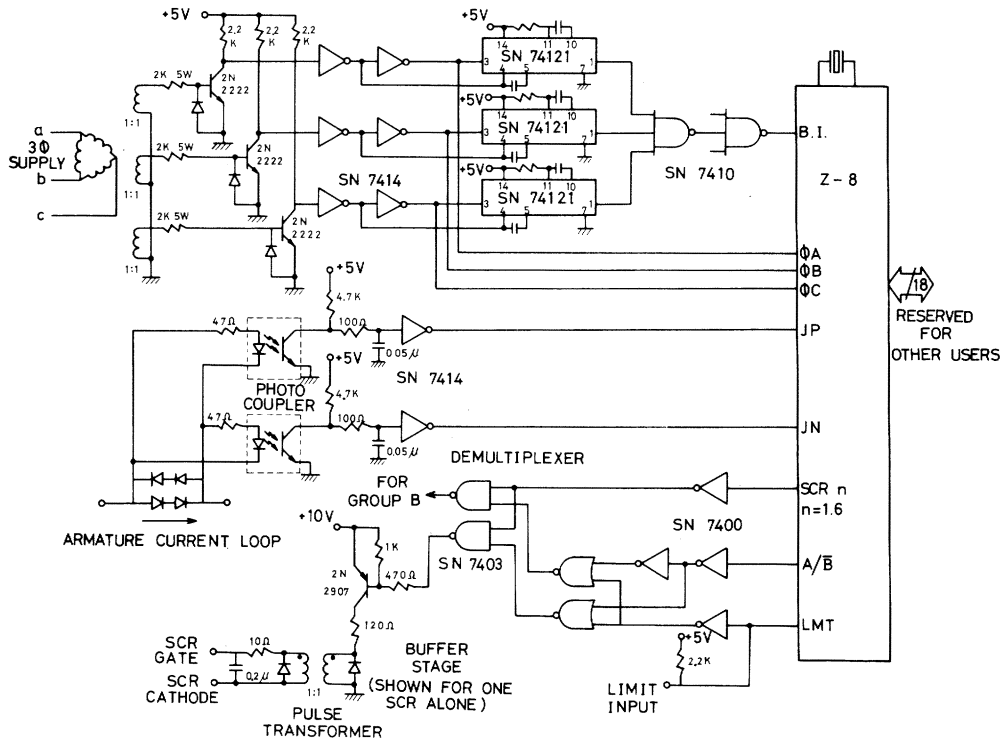 +5V
2.2 K
2.2 K
2.2 K
2K 5W
2N 2222
1:1
a
3Φ
SUPPLY
b
c
2K 5W
2N 2222
1:1
2K 5W
2N 2222
1:1
SN 7414
+5V
14
11
10
SN 74121
3
4
5
7
1
+5V
14
11
10
SN 74121
3
4
5
7
1
+5V
14
11
10
SN 74121
3
4
5
7
1
SN 7410
B.I.
Z-8
ΦA
ΦB
ΦC
18
RESERVED
FOR
OTHER USERS
+5V
4.7K
47Ω
100Ω
0.05μ
JP
SN 7414
PHOTO
COUPLER
+5V
4.7K
47Ω
100Ω
0.05μ
JN
DEMULTIPLEXER
FOR
GROUP B
SCR n
n=1.6
SN 7400
ARMATURE CURRENT LOOP
+10V
1K
2N
2907
470Ω
SN 7403
A/B̅
120Ω
LMT
+5V
2.2K
LIMIT
INPUT
SCR
GATE
10Ω
0.2μ
SCR
CATHODE
1:1
BUFFER
STAGE
(SHOWN FOR ONE
SCR ALONE)
PULSE
TRANSFORMER